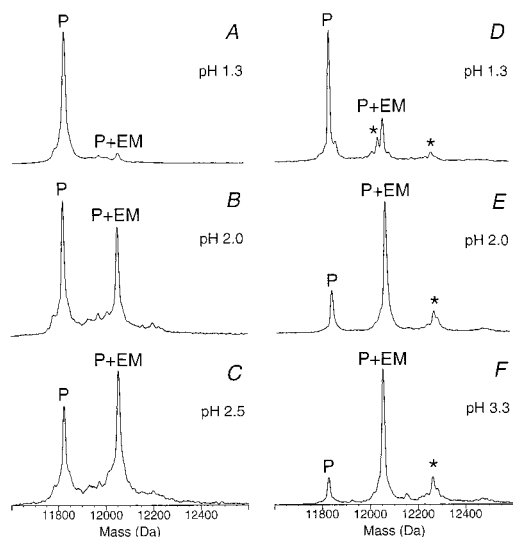 A
pH 1.3
P
P+EM
B
pH 2.0
P
P+EM
C
pH 2.5
P
P+EM
11800 12000 12200 12400
Mass (Da)
D
pH 1.3
P
P+EM
* *
E
pH 2.0
P+EM
P
*
F
pH 3.3
P+EM
P
*
11800 12000 12200 12400
Mass (Da)